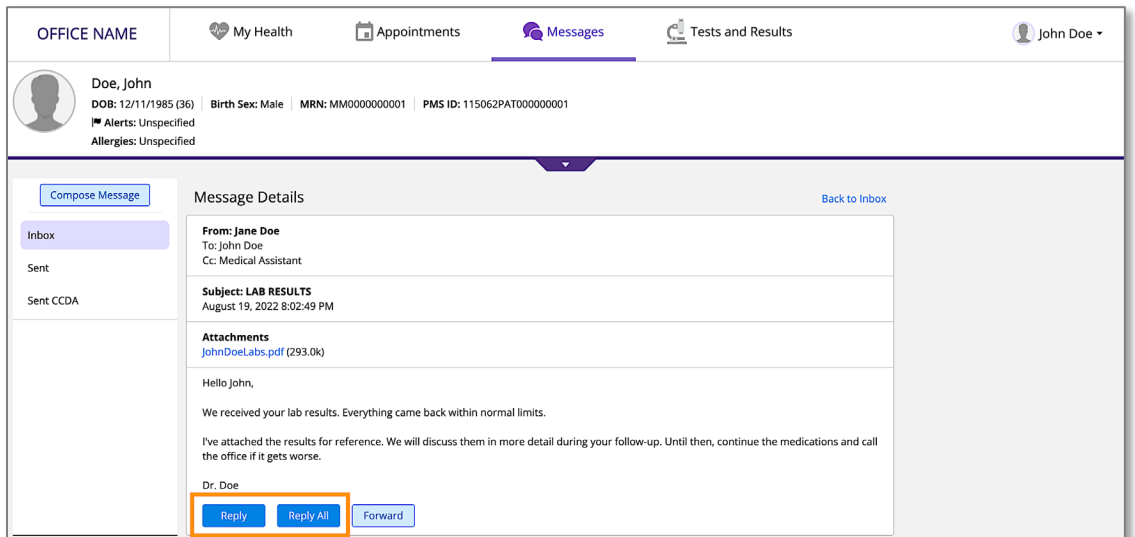 OFFICE NAME
My Health
Appointments
Messages
Tests and Results
John Doe
Doe, John
DOB: 12/11/1985 (36) Birth Sex: Male MRN: MM0000000001 PMS ID: 115062PAT000000001
Alerts: Unspecified
Allergies: Unspecified
Compose Message
Inbox
Sent
Sent CCDA
Message Details
Back to Inbox
From: Jane Doe
To: John Doe
Cc: Medical Assistant
Subject: LAB RESULTS
August 19, 2022 8:02:49 PM
Attachments
JohnDoeLabs.pdf (293.0k)
Hello John,
We received your lab results. Everything came back within normal limits.
I've attached the results for reference. We will discuss them in more detail during your follow-up. Until then, continue the medications and call
the office if it gets worse.
Dr. Doe
Reply
Reply All
Forward